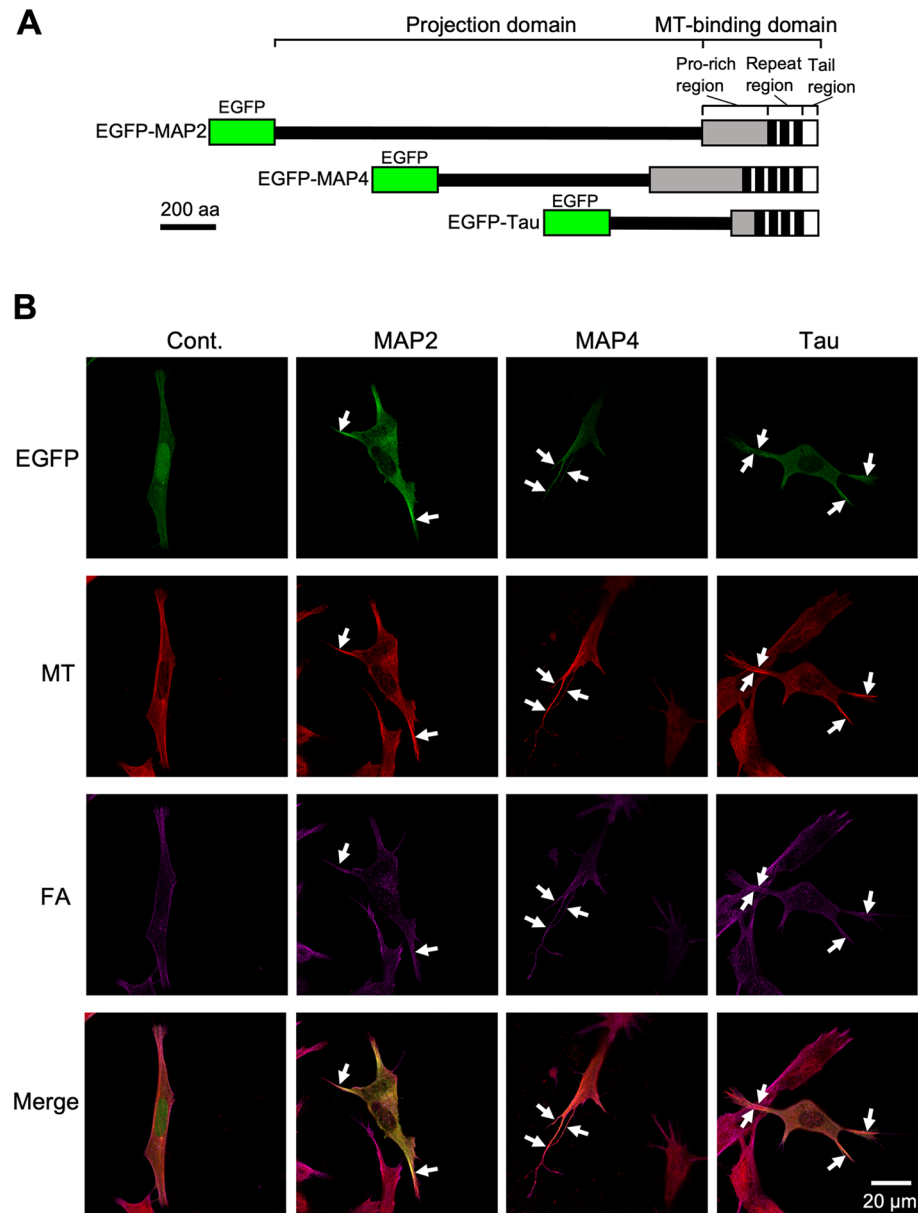 A
Projection domain MT-binding domain
Pro-rich region Repeat region Tail region
EGFP
EGFP-MAP2
EGFP
EGFP-MAP4
EGFP
EGFP-Tau
200 aa
B
Cont. MAP2 MAP4 Tau
EGFP
MT
FA
Merge
20 µm